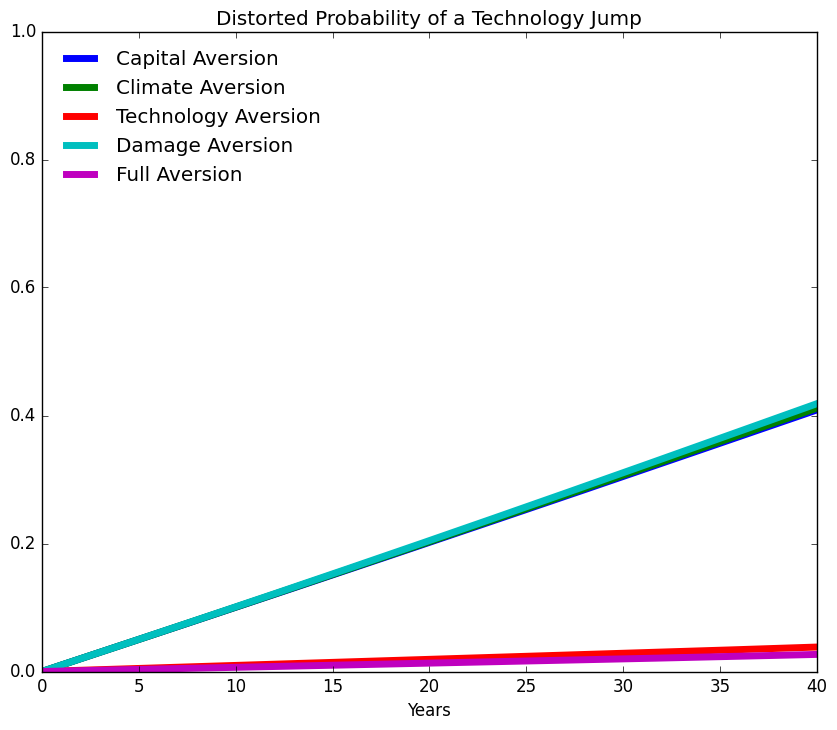 Distorted Probability of a Technology Jump
1.0
Capital Aversion
Climate Aversion
Technology Aversion
Damage Aversion
Full Aversion
0.8
0.6
0.4
0.2
0.0
0 5 10 15 20 25 30 35 40
Years